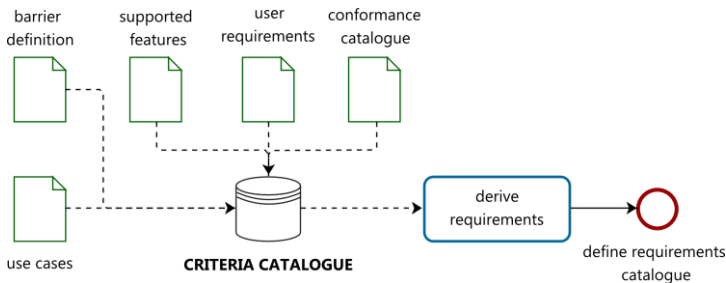 barrier
definition
supported
features
user
requirements
conformance
catalogue
use cases
CRITERIA CATALOGUE
derive
requirements
define requirements
catalogue